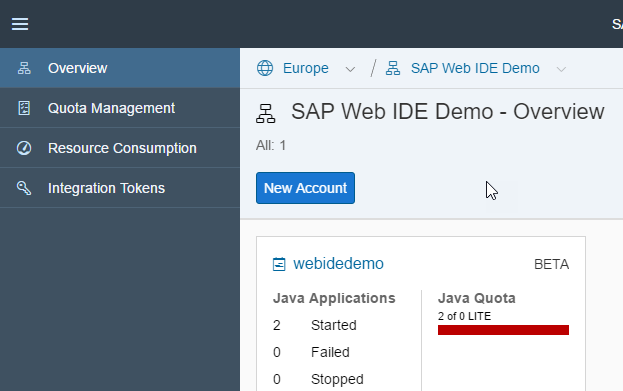 SA
Overview
Quota Management
Resource Consumption
Integration Tokens
Europe / SAP Web IDE Demo
SAP Web IDE Demo - Overview
All: 1
New Account
webidedemo BETA
Java Applications
2 Started
0 Failed
0 Stopped
Java Quota
2 of 0 LITE